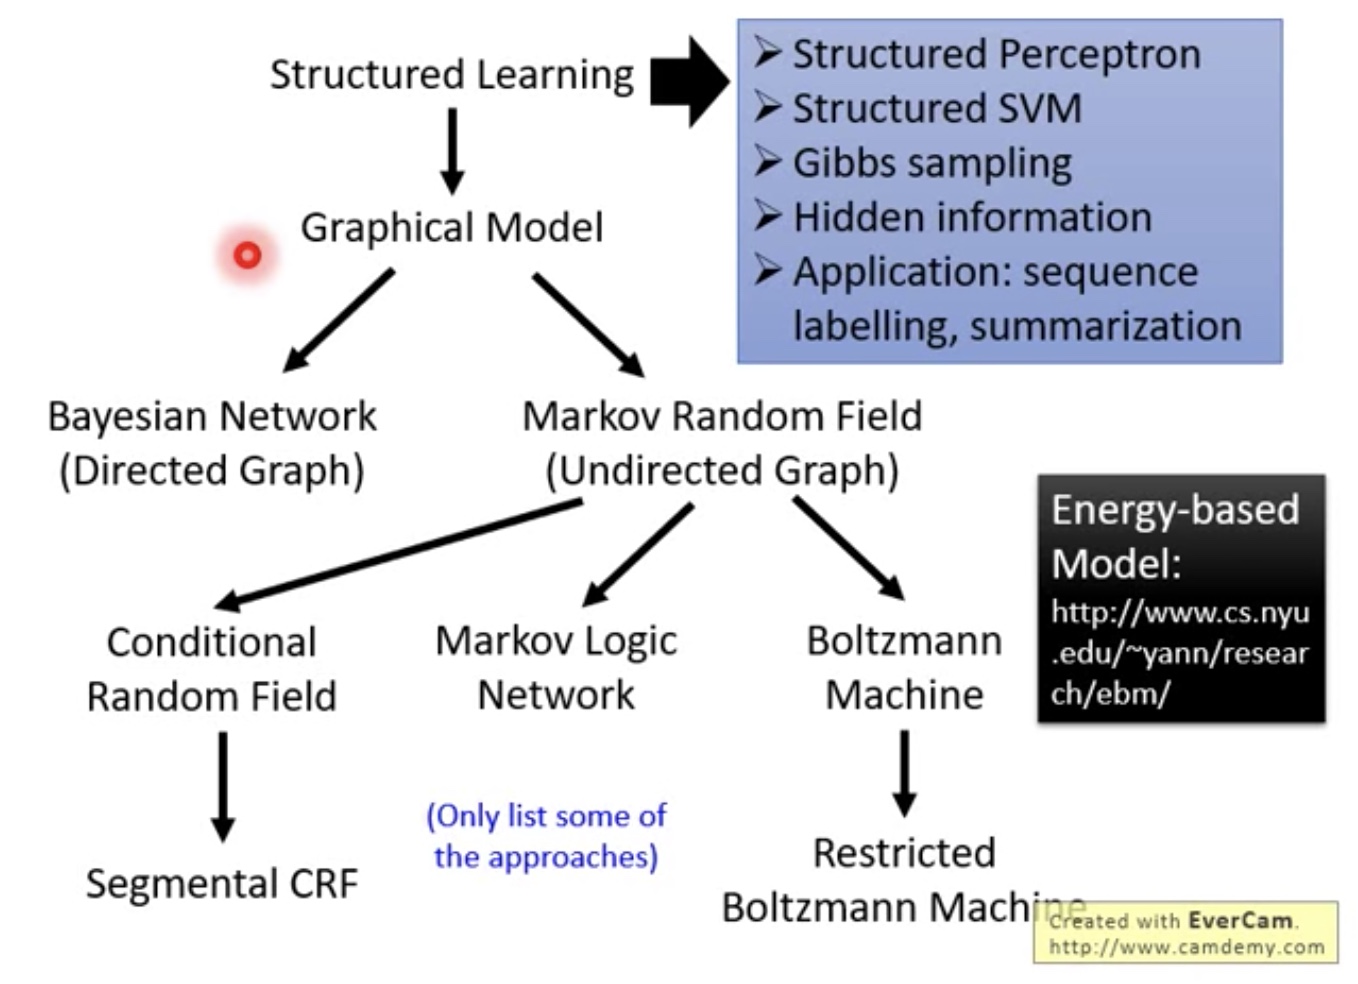 Structured Learning
➢ Structured Perceptron
➢ Structured SVM
➢ Gibbs sampling
➢ Hidden information
➢ Application: sequence
labelling, summarization
Graphical Model
Bayesian Network
(Directed Graph)
Markov Random Field
(Undirected Graph)
Energy-based
Model:
http://www.cs.nyu
.edu/~yann/resear
ch/ebm/
Conditional
Random Field
Markov Logic
Network
Boltzmann
Machine
(Only list some of
the approaches)
Segmental CRF
Restricted
Boltzmann Machine
Created with EverCam.
http://www.camdemy.com